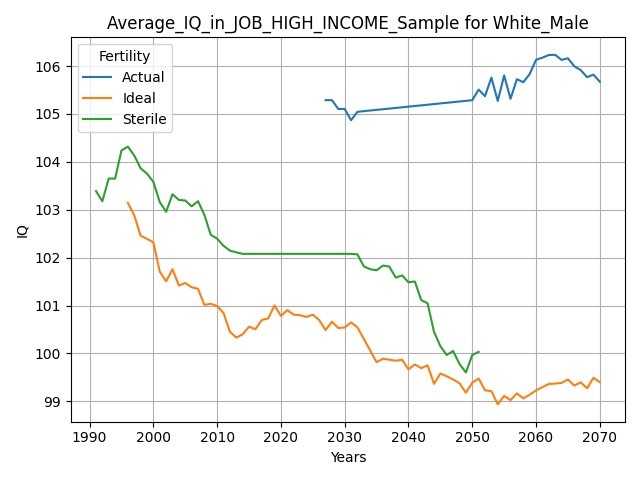 Average_IQ_in_JOB_HIGH_INCOME_Sample for White_Male
Fertility
Actual
Ideal
Sterile
IQ
106
105
104
103
102
101
100
99
1990 2000 2010 2020 2030 2040 2050 2060 2070
Years